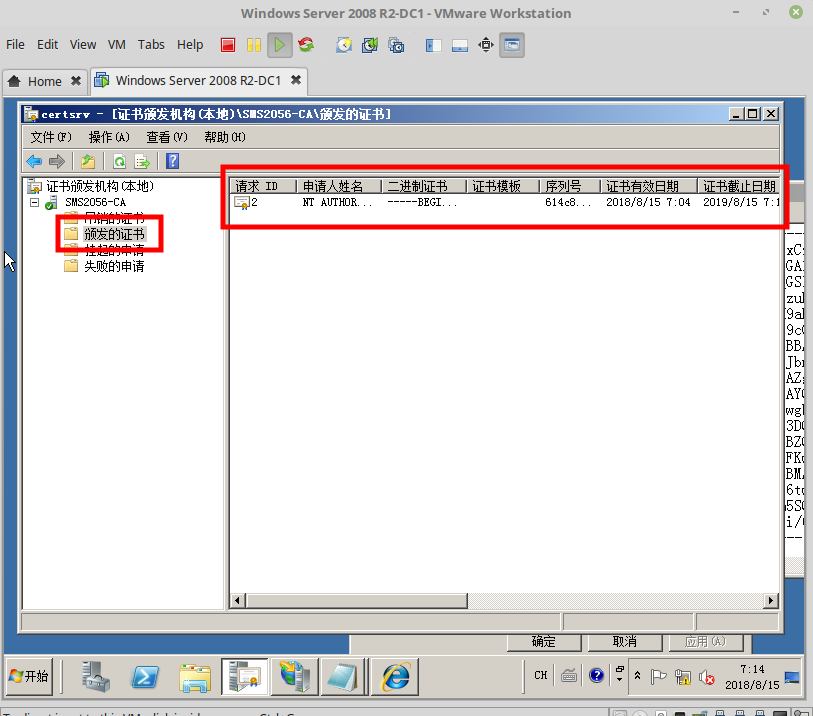 Windows Server 2008 R2-DC1 - VMware Workstation
File Edit View VM Tabs Help
Home Windows Server 2008 R2-DC1
certsrv - [证书颁发机构(本地)\SMS2056-CA\颁发的证书]
文件(F) 操作(A) 查看(V) 帮助(H)
证书颁发机构(本地)
SMS2056-CA
吊销的证书
颁发的证书
挂起的申请
失败的申请
请求 ID 申请人姓名 二进制证书 证书模板 序列号 证书有效日期 证书截止日期
2 NT AUTHOR... -----BEGI... 614c8... 2018/8/15 7:04 2019/8/15 7:1
GA
GS
zu
9a
9c
BB
Jb
AZ
AY
wg
3D
BZ
FK
BM
6t
5S
i/
确定 取消 应用(A)
开始 CH 7:14
2018/8/15